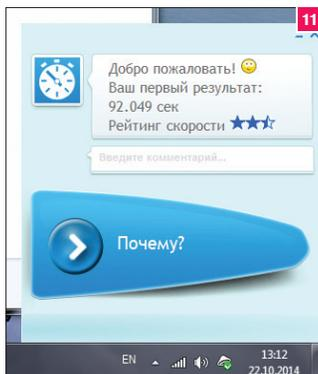 11
Добро пожаловать!
Ваш первый результат:
92.049 сек
Рейтинг скорости
Введите комментарий...
Почему?
EN
13:12
22.10.2014